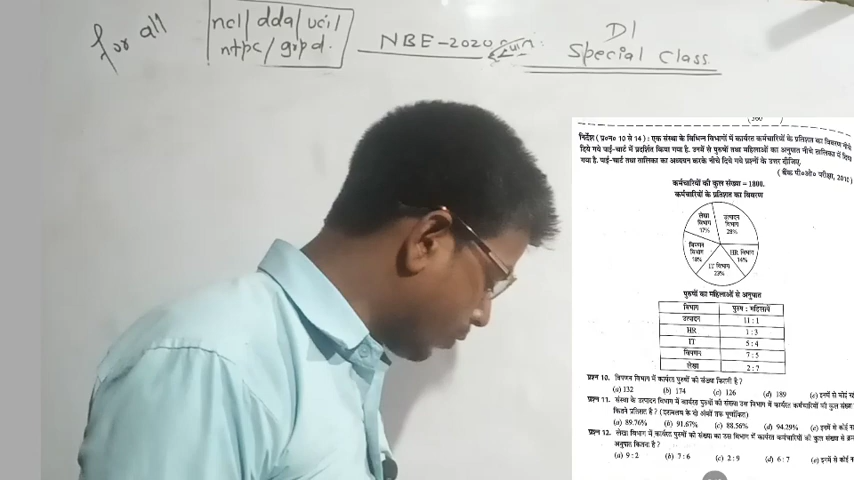 for all
ncl/ dda/ ucil
ntpc/ grp d.
NBE-2020
DI
Special Class
निर्देश ( प्र०न० 10 से 14 ) : एक संस्था के विभिन्न विभागों में कार्यरत कर्मचारियों के प्रतिशत का विवरण नीचे
दिये गये पाई-चार्ट में प्रदर्शित किया गया है. उनमें से पुरुषों तथा महिलाओं का अनुपात नीचे तालिका में दिया
गया है. पाई-चार्ट तथा तालिका का अध्ययन करके नीचे दिये गये प्रश्नों के उत्तर दीजिए.
( बैंक पी०ओ० परीक्षा, 2010 )
कर्मचारियों की कुल संख्या = 1800.
कर्मचारियों के प्रतिशत का विवरण
लेखा विभाग 17%
उत्पादन विभाग
HR विभाग
विपणन विभाग 18%
IT विभाग
पुरुषों का महिलाओं से अनुपात
विभाग पुरुष : महिलायें
उत्पादन 11 : 1
HR 1 : 3
IT 5 : 4
विपणन 7 : 5
लेखा 2 : 7
प्रश्न 10. विपणन विभाग में कार्यरत पुरुषों की संख्या कितनी है ?
(a) 132 (b) 174 (c) 126 (d) 189 (e) इनमें से कोई
प्रश्न 11. संस्था के उत्पादन विभाग में कार्यरत पुरुषों की संख्या उस विभाग में कार्यरत कर्मचारियों की कुल संख्या
कितने प्रतिशत है ? (दशमलव के दो अंकों तक पूर्णांकित)
(a) 89.76% (b) 91.67% (c) 88.56% (d) 94.29% (e) इनमें से कोई
प्रश्न 12. लेखा विभाग में कार्यरत पुरुषों की संख्या का उस विभाग में कार्यरत कर्मचारियों की कुल संख्या से
अनुपात कितना है ?
(a) 9 : 2 (b) 7 : 6 (c) 2 : 9 (d) 6 : 7 (e) इनमें से कोई